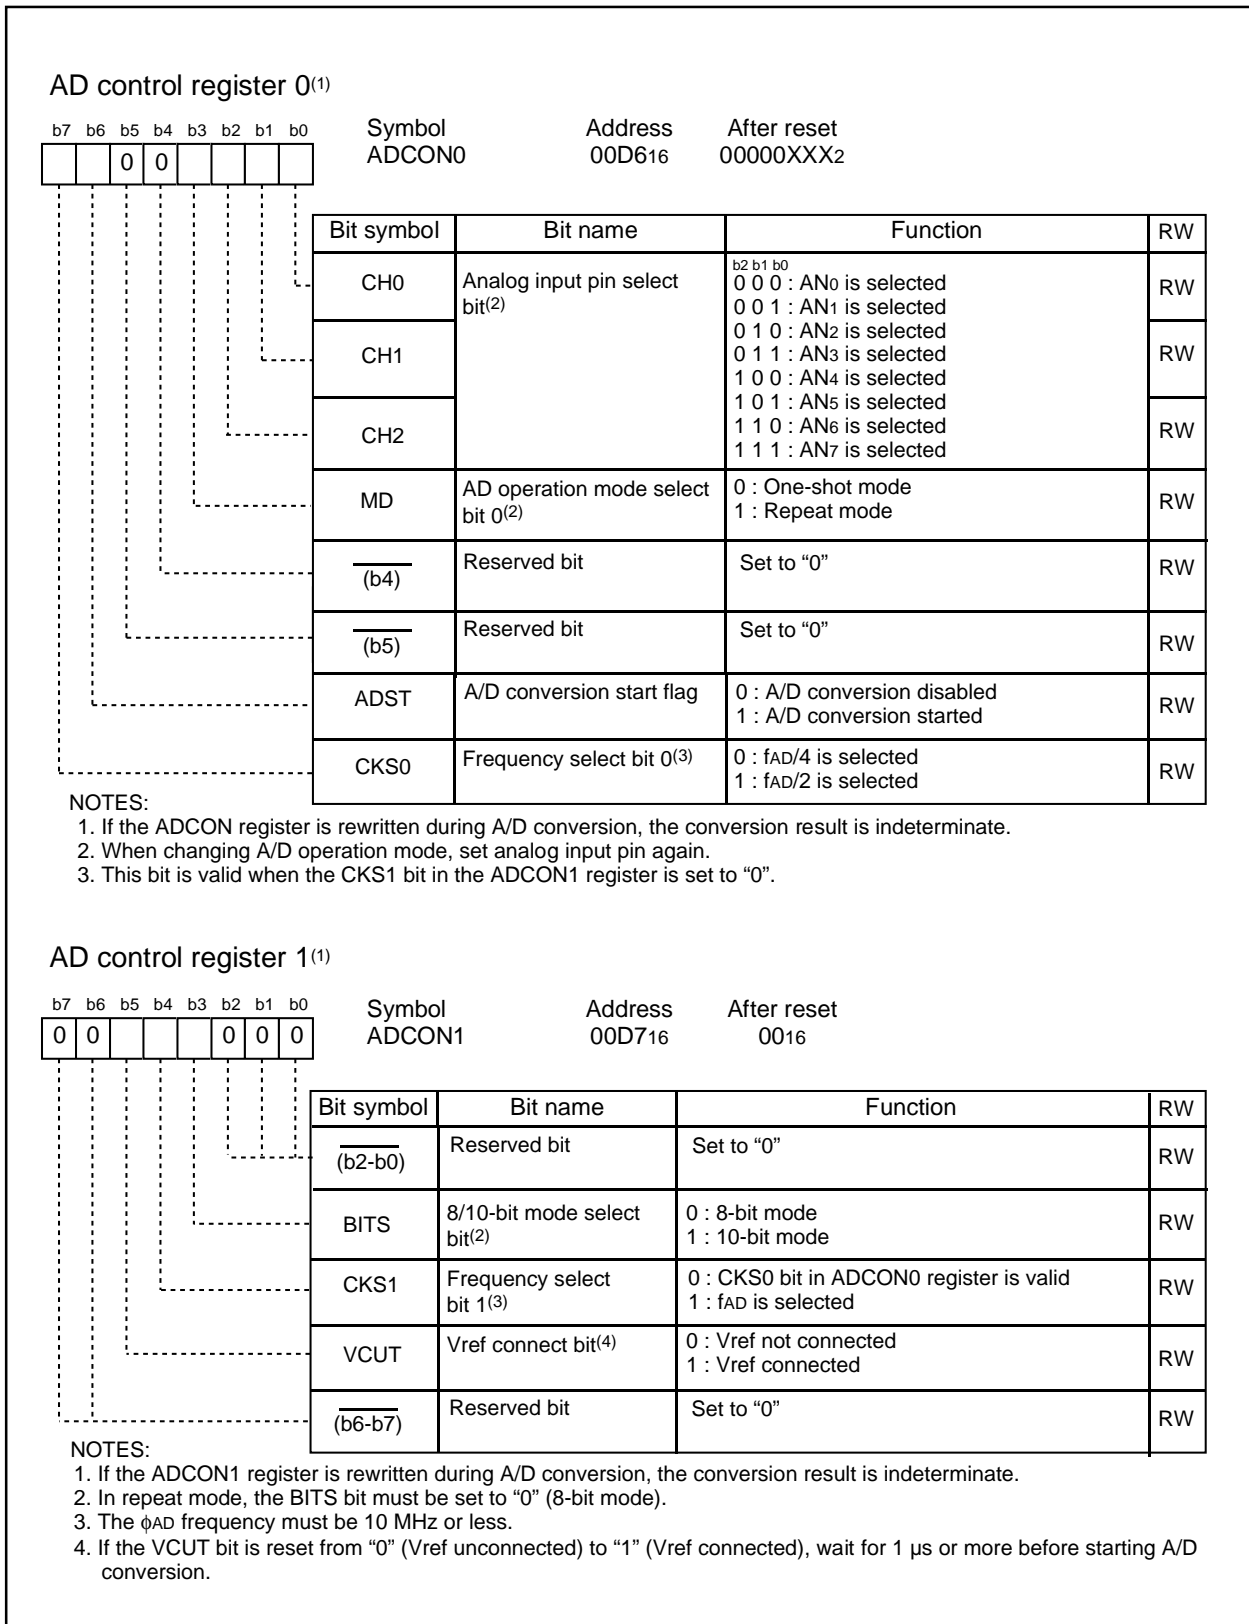 AD control register 0(1)
b7 b6 b5 b4 b3 b2 b1 b0
Symbol Address After reset
0 0
ADCON0 00D616 00000XXX2
Bit symbol Bit name Function RW
CH0 Analog input pin select bit(2) b2 b1 b0 RW
0 0 0 : AN0 is selected
0 0 1 : AN1 is selected
0 1 0 : AN2 is selected
CH1 0 1 1 : AN3 is selected RW
1 0 0 : AN4 is selected
1 0 1 : AN5 is selected
CH2 1 1 0 : AN6 is selected RW
1 1 1 : AN7 is selected
MD AD operation mode select bit 0(2) 0 : One-shot mode RW
1 : Repeat mode
(b4) Reserved bit Set to “0” RW
(b5) Reserved bit Set to “0” RW
ADST A/D conversion start flag 0 : A/D conversion disabled RW
1 : A/D conversion started
CKS0 Frequency select bit 0(3) 0 : fAD/4 is selected RW
1 : fAD/2 is selected
NOTES:
1. If the ADCON register is rewritten during A/D conversion, the conversion result is indeterminate.
2. When changing A/D operation mode, set analog input pin again.
3. This bit is valid when the CKS1 bit in the ADCON1 register is set to “0”.
AD control register 1(1)
b7 b6 b5 b4 b3 b2 b1 b0
Symbol Address After reset
0 0 0 0 0
ADCON1 00D716 0016
Bit symbol Bit name Function RW
(b2-b0) Reserved bit Set to “0” RW
BITS 8/10-bit mode select bit(2) 0 : 8-bit mode RW
1 : 10-bit mode
CKS1 Frequency select bit 1(3) 0 : CKS0 bit in ADCON0 register is valid RW
1 : fAD is selected
VCUT Vref connect bit(4) 0 : Vref not connected RW
1 : Vref connected
(b6-b7) Reserved bit Set to “0” RW
NOTES:
1. If the ADCON1 register is rewritten during A/D conversion, the conversion result is indeterminate.
2. In repeat mode, the BITS bit must be set to “0” (8-bit mode).
3. The ϕAD frequency must be 10 MHz or less.
4. If the VCUT bit is reset from “0” (Vref unconnected) to “1” (Vref connected), wait for 1 µs or more before starting A/D
conversion.